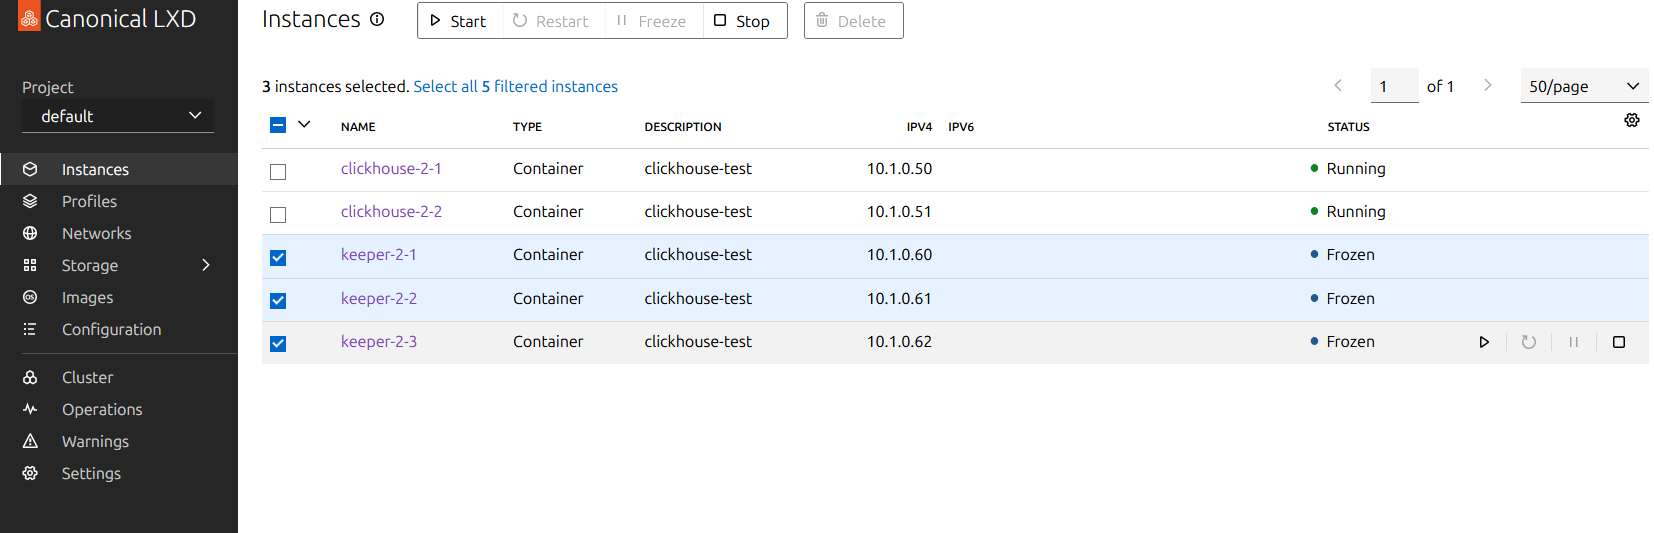 Canonical LXD
Project
default
Instances
Profiles
Networks
Storage
Images
Configuration
Cluster
Operations
Warnings
Settings
Instances Start Restart Freeze Stop Delete
3 instances selected. Select all 5 filtered instances 1 of 1 50/page
NAME TYPE DESCRIPTION IPV4 IPV6 STATUS
clickhouse-2-1 Container clickhouse-test 10.1.0.50 Running
clickhouse-2-2 Container clickhouse-test 10.1.0.51 Running
keeper-2-1 Container clickhouse-test 10.1.0.60 Frozen
keeper-2-2 Container clickhouse-test 10.1.0.61 Frozen
keeper-2-3 Container clickhouse-test 10.1.0.62 Frozen